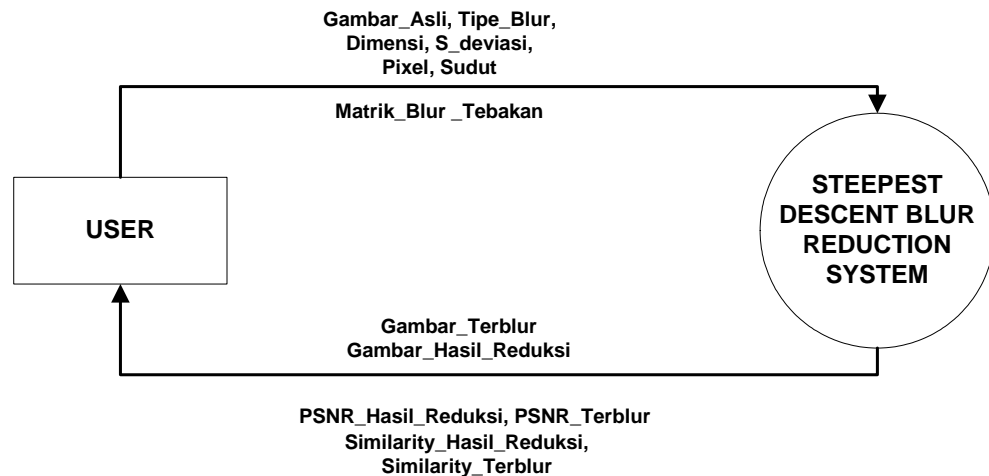 Gambar_Asli, Tipe_Blur,
Dimensi, S_deviasi,
Pixel, Sudut
Matrik_Blur _Tebakan
USER
STEEPEST
DESCENT BLUR
REDUCTION
SYSTEM
Gambar_Terblur
Gambar_Hasil_Reduksi
PSNR_Hasil_Reduksi, PSNR_Terblur
Similarity_Hasil_Reduksi,
Similarity_Terblur